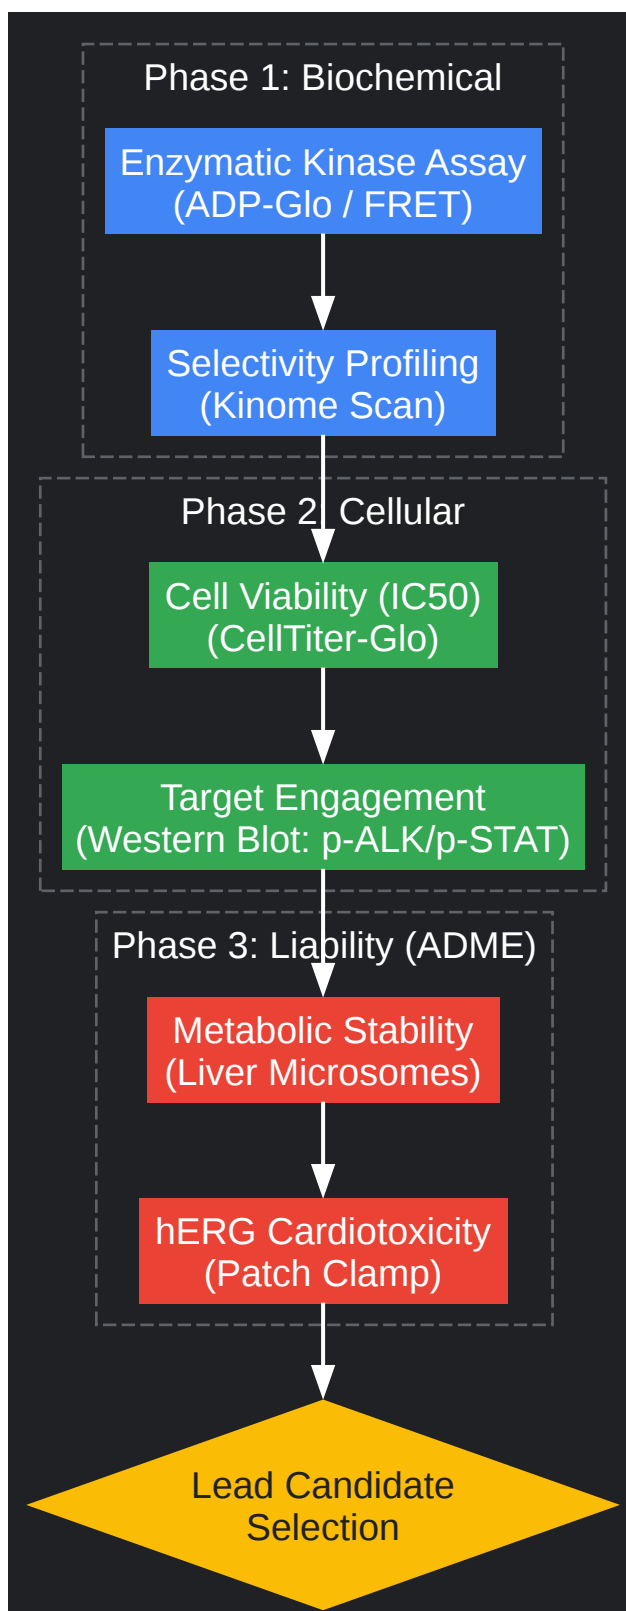 Phase 1: Biochemical
Enzymatic Kinase Assay
(ADP-Glo / FRET)
Selectivity Profiling
(Kinome Scan)
Phase 2: Cellular
Cell Viability (IC50)
(CellTiter-Glo)
Target Engagement
(Western Blot: p-ALK/p-STAT)
Phase 3: Liability (ADME)
Metabolic Stability
(Liver Microsomes)
hERG Cardiotoxicity
(Patch Clamp)
Lead Candidate
Selection